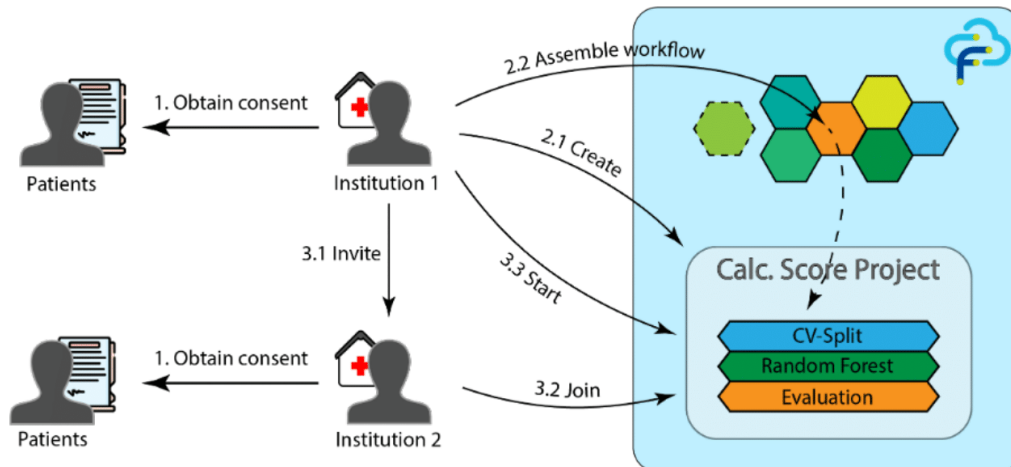 2.2 Assemble workflow
1. Obtain consent
Patients
Institution 1
2.1 Create
3.1 Invite
3.3 Start
Calc. Score Project
CV-Split
Random Forest
Evaluation
1. Obtain consent
3.2 Join
Patients
Institution 2